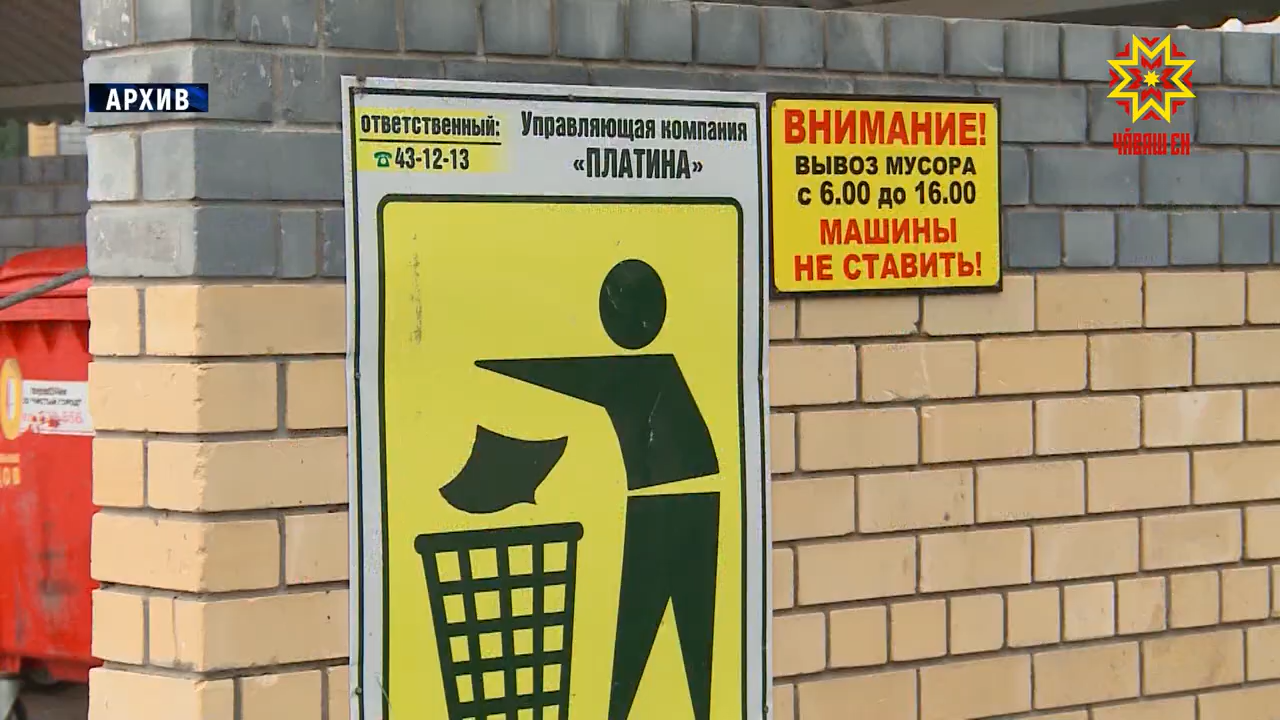 АРХИВ
ответственный:
43-12-13
Управляющая компания
«ПЛАТИНА»
ВНИМАНИЕ!
ВЫВОЗ МУСОРА
с 6.00 до 16.00
МАШИНЫ
НЕ СТАВИТЬ!
ЧӐВАШ ЕН